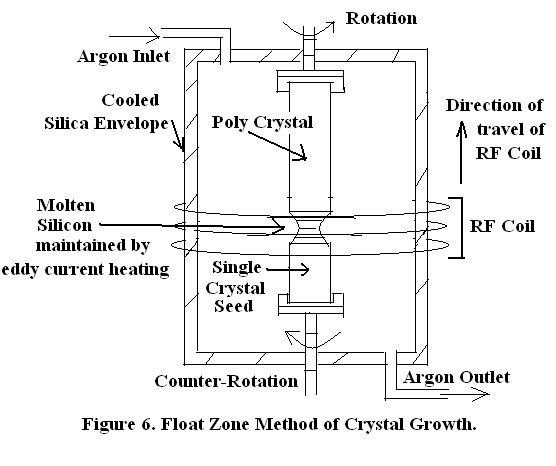 Rotation
Argon Inlet
Cooled
Silica Envelope
Poly Crystal
Direction of
travel of
RF Coil
Molten
Silicon
maintained by
eddy current heating
RF Coil
Single
Crystal
Seed
Counter-Rotation
Argon Outlet
Figure 6. Float Zone Method of Crystal Growth.